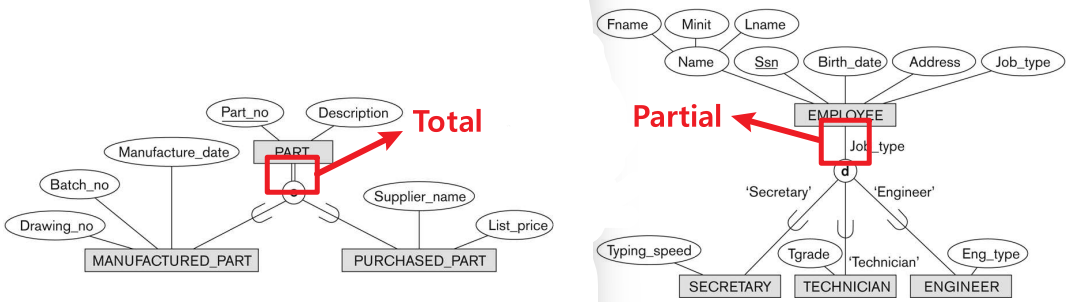 Part_no
Description
Total
Manufacture_date
PART
Batch_no
Supplier_name
Drawing_no
List_price
MANUFACTURED_PART
PURCHASED_PART
Fname
Minit
Lname
Name
Ssn
Birth_date
Address
Job_type
Partial
EMPLOYEE
Job_type
d
'Secretary'
'Engineer'
Typing_speed
Tgrade
'Technician'
Eng_type
SECRETARY
TECHNICIAN
ENGINEER